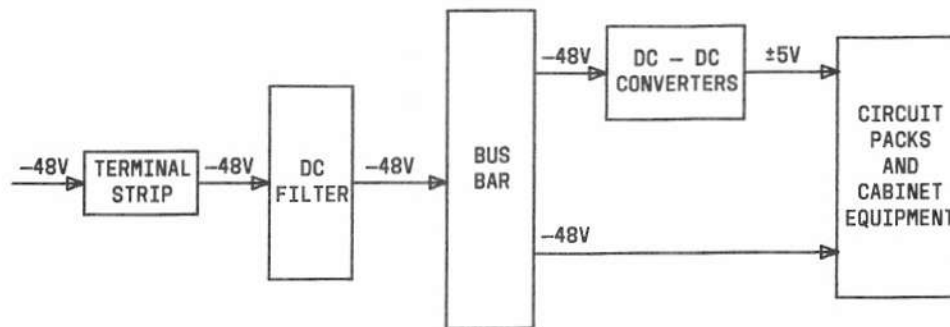 -48V
TERMINAL
STRIP
-48V
DC
FILTER
-48V
BUS
BAR
-48V
DC - DC
CONVERTERS
±5V
-48V
CIRCUIT
PACKS
AND
CABINET
EQUIPMENT